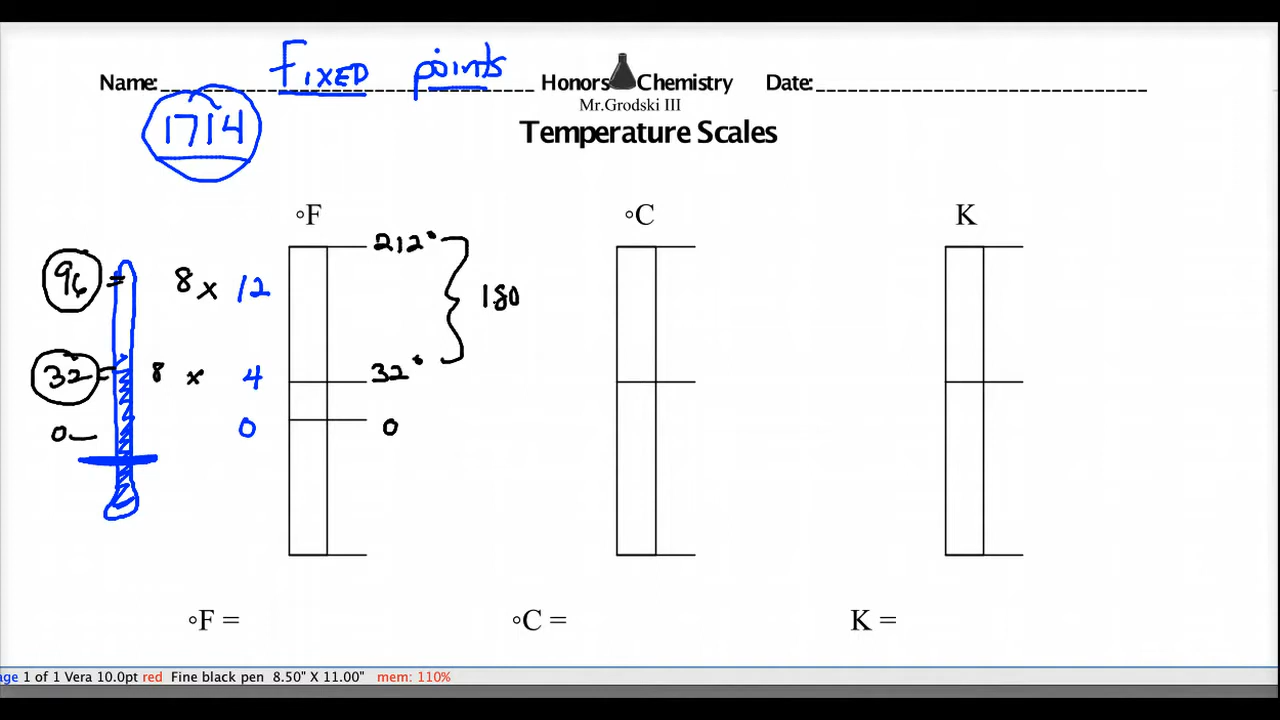 Fixed points
Name: Honors Chemistry Date:
Mr.Grodski III
1714
Temperature Scales
°F °C K
212°
96 8 x 12 180
32 8 x 4 32°
0 0 0
°F = °C = K =
age 1 of 1 Vera 10.0pt red Fine black pen 8.50" X 11.00" mem: 110%